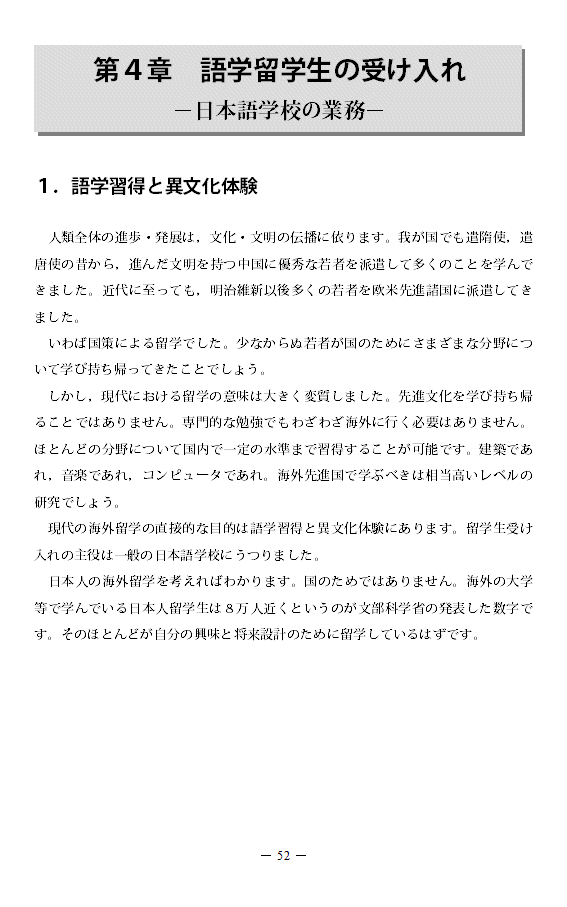 第４章　語学留学生の受け入れ
―日本語学校の業務―
１．語学習得と異文化体験
　人類全体の進歩・発展は，文化・文明の伝播に依ります。我が国でも遣隋使，遣
唐使の昔から，進んだ文明を持つ中国に優秀な若者を派遣して多くのことを学んで
きました。近代に至っても，明治維新以後多くの若者を欧米先進諸国に派遣してき
ました。
　いわば国策による留学でした。少なからぬ若者が国のためにさまざまな分野につ
いて学び持ち帰ってきたことでしょう。
　しかし，現代における留学の意味は大きく変質しました。先進文化を学び持ち帰
ることではありません。専門的な勉強でもわざわざ海外に行く必要はありません。
ほとんどの分野について国内で一定の水準まで習得することが可能です。建築であ
れ，音楽であれ，コンピュータであれ。海外先進国で学ぶべきは相当高いレベルの
研究でしょう。
　現代の海外留学の直接的な目的は語学習得と異文化体験にあります。留学生受け
入れの主役は一般の日本語学校にうつりました。
　日本人の海外留学を考えればわかります。国のためではありません。海外の大学
等で学んでいる日本人留学生は８万人近くというのが文部科学省の発表した数字で
す。そのほとんどが自分の興味と将来設計のために留学しているはずです。
― 52 ―